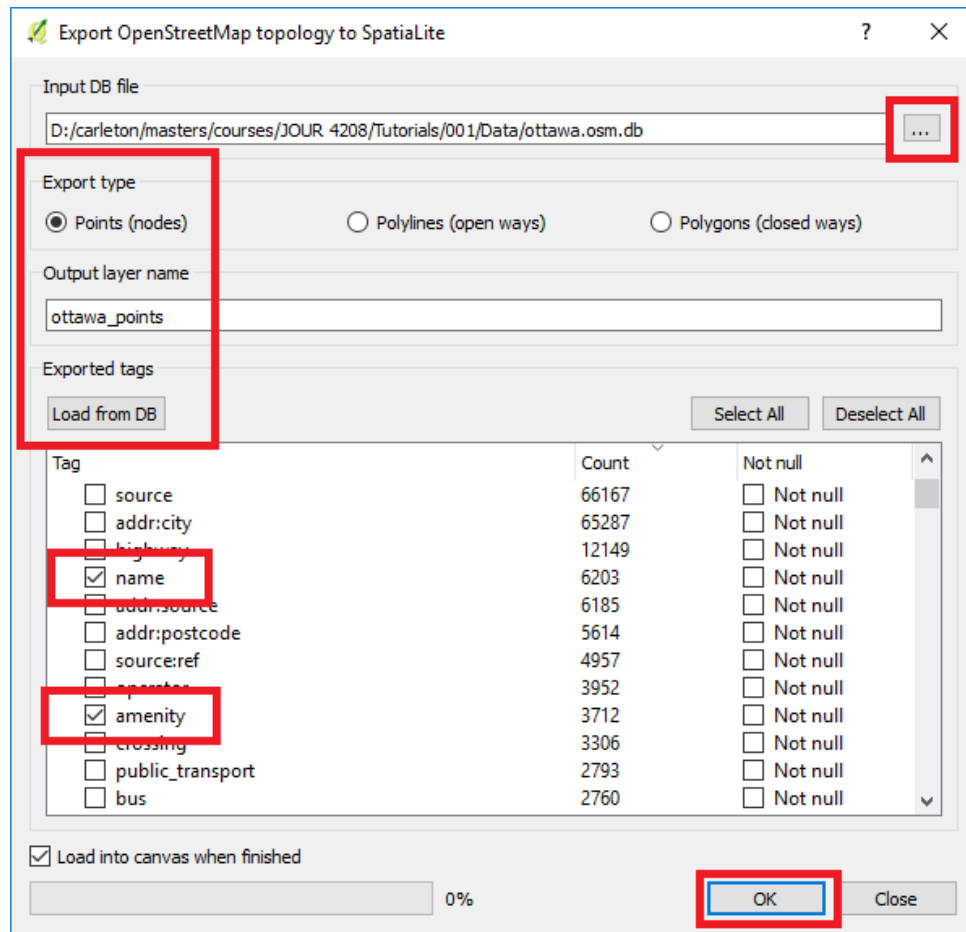 Export OpenStreetMap topology to SpatiaLite ? ×
Input DB file
D:/carleton/masters/courses/JOUR 4208/Tutorials/001/Data/ottawa.osm.db ...
Export type
Points (nodes) Polylines (open ways) Polygons (closed ways)
Output layer name
ottawa_points
Exported tags
Load from DB Select All Deselect All
Tag Count Not null
source 66167 Not null
addr:city 65287 Not null
highway 12149 Not null
name 6203 Not null
addr:source 6185 Not null
addr:postcode 5614 Not null
source:ref 4957 Not null
operator 3952 Not null
amenity 3712 Not null
crossing 3306 Not null
public_transport 2793 Not null
bus 2760 Not null
Load into canvas when finished
0% OK Close